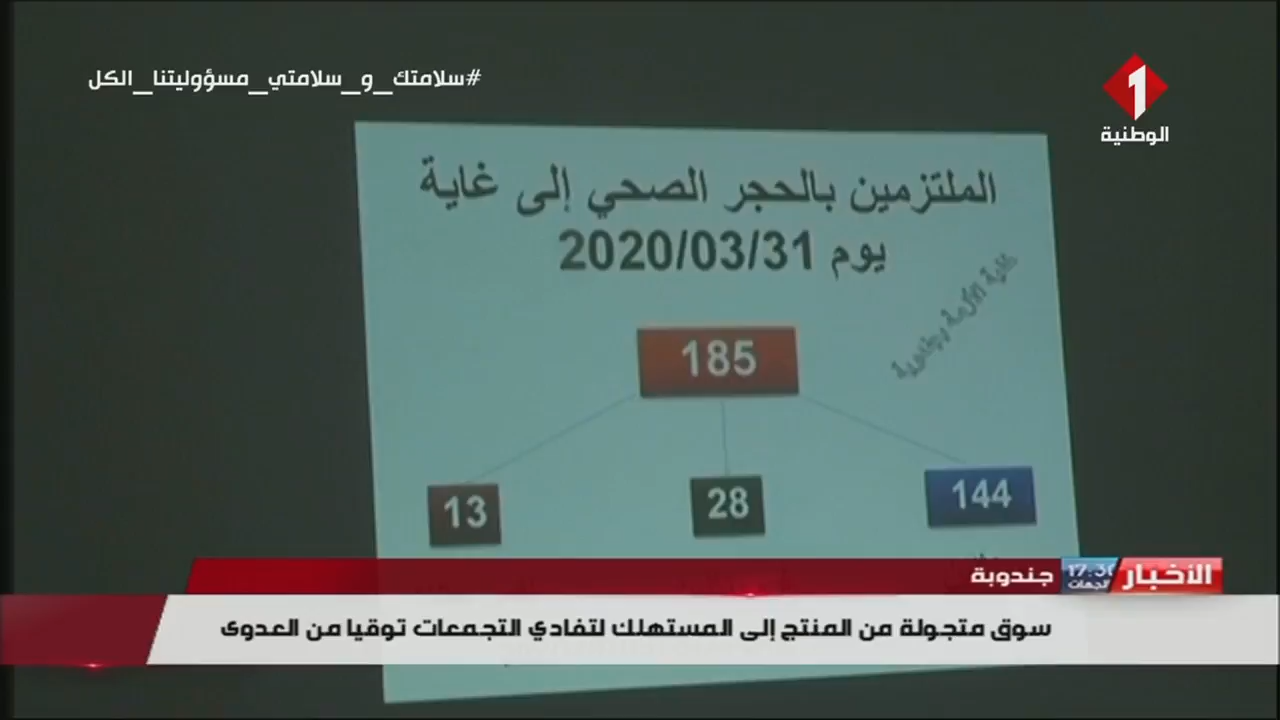 #سلامتك_و_سلامتي_مسؤوليتنا_الكل
1
الوطنية
الملتزمين بالحجر الصحي إلى غاية
يوم 2020/03/31
185
144
28
13
الأخبار
17:30
الجهات
جندوبة
سوق متجولة من المنتج إلى المستهلك لتفادي التجمعات توقيا من العدوى